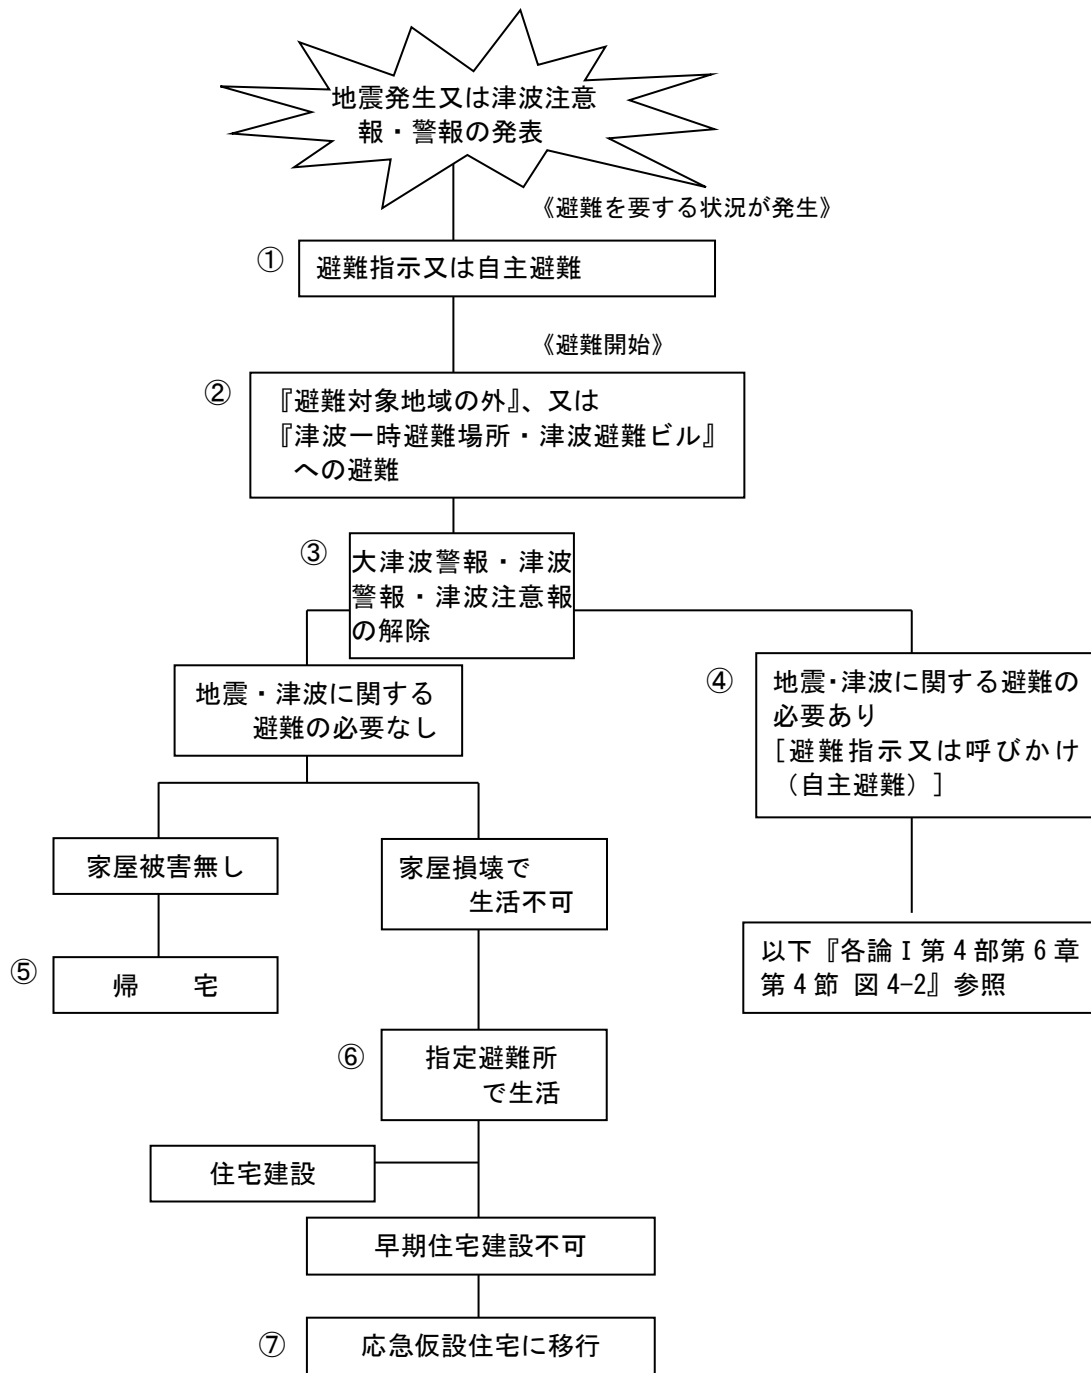 地震発生又は津波注意
報・警報の発表
《避難を要する状況が発生》
① 避難指示又は自主避難
《避難開始》
② 『避難対象地域の外』、又は
『津波一時避難場所・津波避難ビル』
への避難
③ 大津波警報・津波
警報・津波注意報
の解除
地震・津波に関する
避難の必要なし
④ 地震・津波に関する避難の
必要あり
[避難指示又は呼びかけ
（自主避難）]
家屋被害無し
家屋損壊で
生活不可
⑤ 帰　　宅
以下『各論Ⅰ第4部第6章
第4節 図4-2』参照
⑥ 指定避難所
で生活
住宅建設
早期住宅建設不可
⑦ 応急仮設住宅に移行